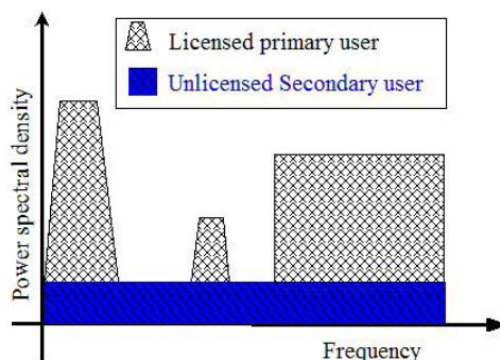 Licensed primary user
Unlicensed Secondary user
Power spectral density
Frequency